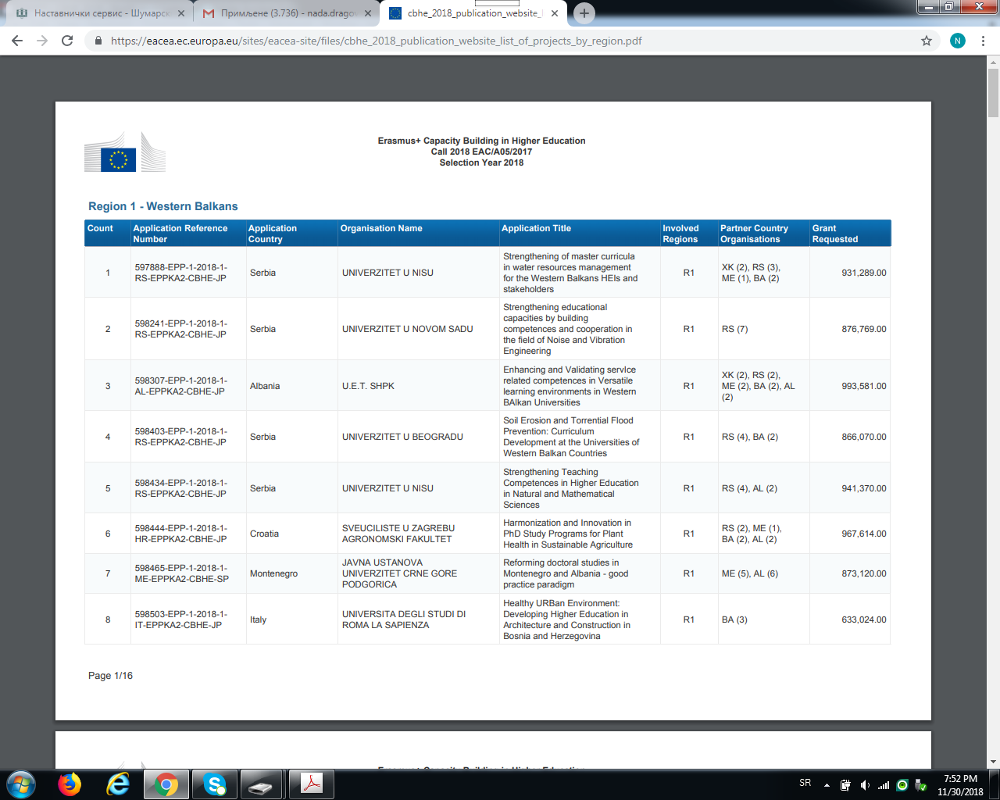 Наставнички сервис - Шумарск
Примљене (3.736) - nada.dragov
cbhe_2018_publication_website_l
https://eacea.ec.europa.eu/sites/eacea-site/files/cbhe_2018_publication_website_list_of_projects_by_region.pdf
N
Erasmus+ Capacity Building in Higher Education
Call 2018 EAC/A05/2017
Selection Year 2018
Region 1 - Western Balkans
Count
Application Reference
Number
Application
Country
Organisation Name
Application Title
Involved
Regions
Partner Country
Organisations
Grant
Requested
1
597888-EPP-1-2018-1-
RS-EPPKA2-CBHE-JP
Serbia
UNIVERZITET U NISU
Strengthening of master curricula
in water resources management
for the Western Balkans HEIs and
stakeholders
R1
XK (2), RS (3),
ME (1), BA (2)
931,289.00
2
598241-EPP-1-2018-1-
RS-EPPKA2-CBHE-JP
Serbia
UNIVERZITET U NOVOM SADU
Strengthening educational
capacities by building
competences and cooperation in
the field of Noise and Vibration
Engineering
R1
RS (7)
876,769.00
3
598307-EPP-1-2018-1-
AL-EPPKA2-CBHE-JP
Albania
U.E.T. SHPK
Enhancing and Validating servIce
related competences in Versatile
learning environments in Western
BAlkan Universities
R1
XK (2), RS (2),
ME (2), BA (2), AL
(2)
993,581.00
4
598403-EPP-1-2018-1-
RS-EPPKA2-CBHE-JP
Serbia
UNIVERZITET U BEOGRADU
Soil Erosion and Torrential Flood
Prevention: Curriculum
Development at the Universities of
Western Balkan Countries
R1
RS (4), BA (2)
866,070.00
5
598434-EPP-1-2018-1-
RS-EPPKA2-CBHE-JP
Serbia
UNIVERZITET U NISU
Strengthening Teaching
Competences in Higher Education
in Natural and Mathematical
Sciences
R1
RS (4), AL (2)
941,370.00
6
598444-EPP-1-2018-1-
HR-EPPKA2-CBHE-JP
Croatia
SVEUCILISTE U ZAGREBU
AGRONOMSKI FAKULTET
Harmonization and Innovation in
PhD Study Programs for Plant
Health in Sustainable Agriculture
R1
RS (2), ME (1),
BA (2), AL (2)
967,614.00
7
598465-EPP-1-2018-1-
ME-EPPKA2-CBHE-SP
Montenegro
JAVNA USTANOVA
UNIVERZITET CRNE GORE
PODGORICA
Reforming doctoral studies in
Montenegro and Albania - good
practice paradigm
R1
ME (5), AL (6)
873,120.00
8
598503-EPP-1-2018-1-
IT-EPPKA2-CBHE-JP
Italy
UNIVERSITA DEGLI STUDI DI
ROMA LA SAPIENZA
Healthy URBan Environment:
Developing Higher Education in
Architecture and Construction in
Bosnia and Herzegovina
R1
BA (3)
633,024.00
Page 1/16
Erasmus+ Capacity Building in Higher Education
SR
7:52 PM
11/30/2018